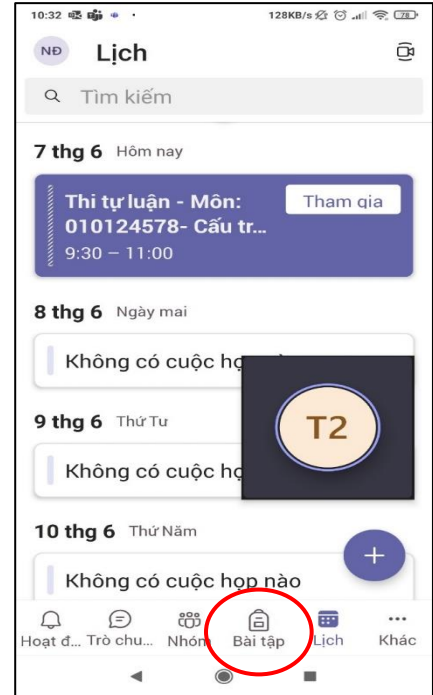 10:32
128KB/s
78
NĐ
Lịch
Tìm kiếm
7 thg 6 Hôm nay
Thi tự luận - Môn:
010124578- Cấu tr...
9:30 – 11:00
Tham gia
8 thg 6 Ngày mai
Không có cuộc họ
T2
9 thg 6 Thứ Tư
Không có cuộc họ
10 thg 6 Thứ Năm
Không có cuộc họp nào
Hoạt đ... Trò chu... Nhóm Bài tập Lịch Khác